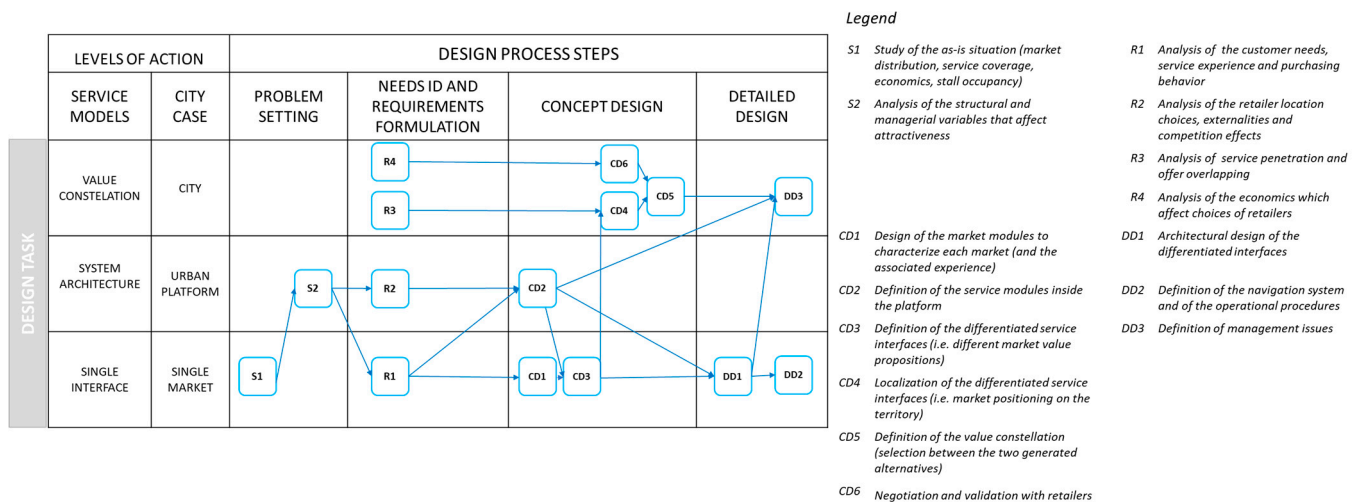 Legend
LEVELS OF ACTION
DESIGN PROCESS STEPS
SERVICE
MODELS
CITY
CASE
PROBLEM
SETTING
NEEDS ID AND
REQUIREMENTS
FORMULATION
CONCEPT DESIGN
DETAILED
DESIGN
DESIGN TASK
VALUE
CONSTELATION
CITY
R4
R3
CD6
CD4
CD5
DD3
SYSTEM
ARCHITECTURE
URBAN
PLATFORM
S2
R2
CD2
SINGLE
INTERFACE
SINGLE
MARKET
S1
R1
CD1
CD3
DD1
DD2
S1 Study of the as-is situation (market
distribution, service coverage,
economics, stall occupancy)
S2 Analysis of the structural and
managerial variables that affect
attractiveness
R1 Analysis of the customer needs,
service experience and purchasing
behavior
R2 Analysis of the retailer location
choices, externalities and
competition effects
R3 Analysis of service penetration and
offer overlapping
R4 Analysis of the economics which
affect choices of retailers
CD1 Design of the market modules to
characterize each market (and the
associated experience)
CD2 Definition of the service modules inside
the platform
CD3 Definition of the differentiated service
interfaces (i.e. different market value
propositions)
CD4 Localization of the differentiated service
interfaces (i.e. market positioning on the
territory)
CD5 Definition of the value constellation
(selection between the two generated
alternatives)
CD6 Negotiation and validation with retailers
DD1 Architectural design of the
differentiated interfaces
DD2 Definition of the navigation system
and of the operational procedures
DD3 Definition of management issues